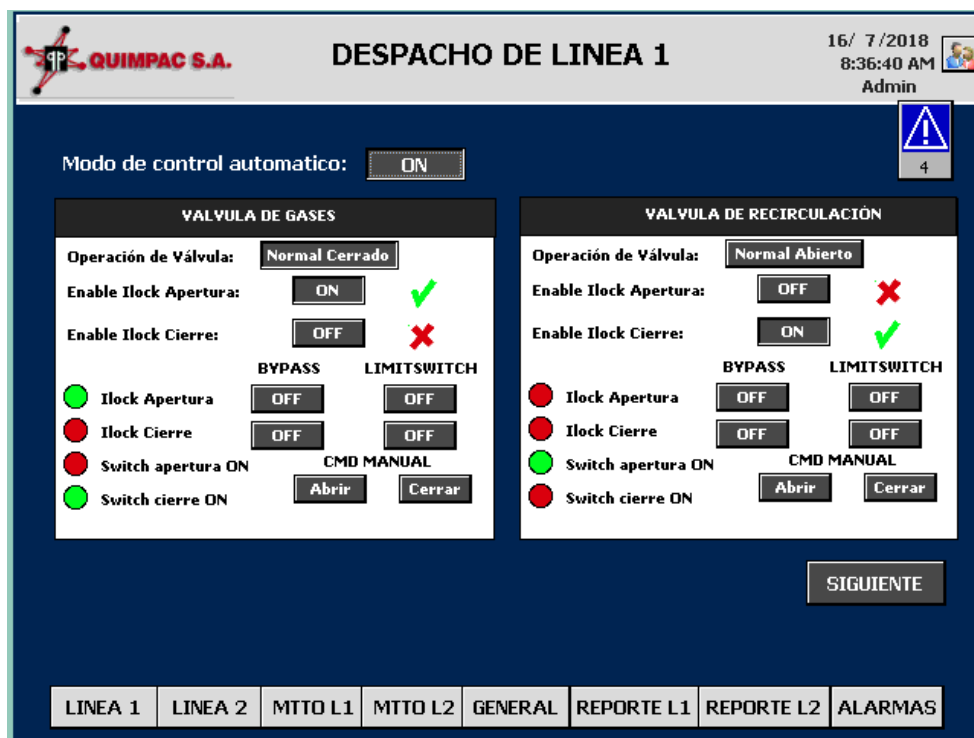 QUIMPAC S.A.
DESPACHO DE LINEA 1
16/ 7/2018
8:36:40 AM
Admin
4
Modo de control automatico: ON
VALVULA DE GASES
Operación de Válvula: Normal Cerrado
Enable Ilock Apertura: ON
Enable Ilock Cierre: OFF
BYPASS LIMITSWITCH
Ilock Apertura OFF OFF
Ilock Cierre OFF OFF
Switch apertura ON CMD MANUAL
Switch cierre ON Abrir Cerrar
VALVULA DE RECIRCULACIÓN
Operación de Válvula: Normal Abierto
Enable Ilock Apertura: OFF
Enable Ilock Cierre: ON
BYPASS LIMITSWITCH
Ilock Apertura OFF OFF
Ilock Cierre OFF OFF
Switch apertura ON CMD MANUAL
Switch cierre ON Abrir Cerrar
SIGUIENTE
LINEA 1 LINEA 2 MTTO L1 MTTO L2 GENERAL REPORTE L1 REPORTE L2 ALARMAS